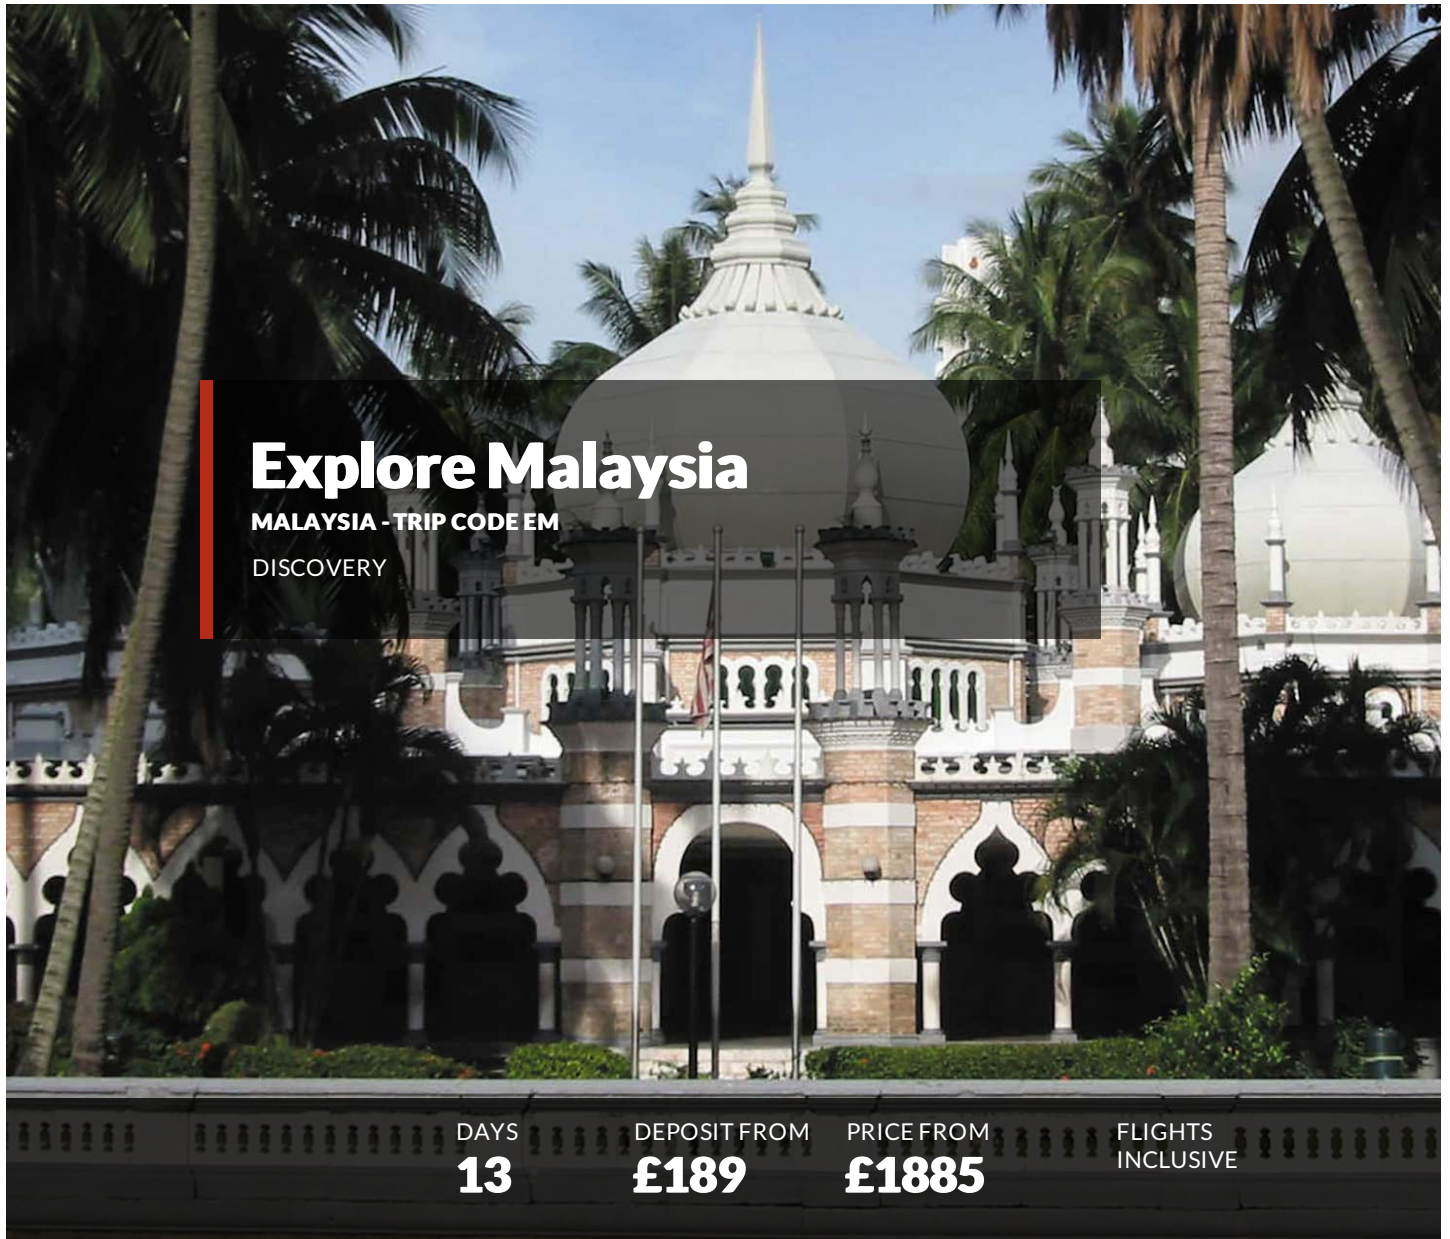 Explore Malaysia
MALAYSIA - TRIP CODE EM
DISCOVERY
DAYS
13
DEPOSIT FROM
£189
PRICE FROM
£1885
FLIGHTS
INCLUSIVE